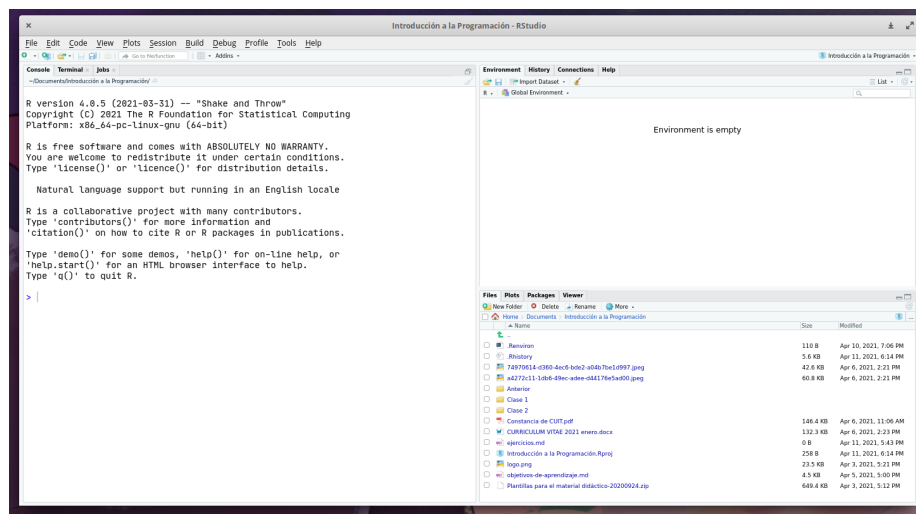 Introducción a la Programación - RStudio
File Edit Code View Plots Session Build Debug Profile Tools Help
Go to file/function Addins
Introducción a la Programación
Console Terminal Jobs
~/Documents/Introducción a la Programación/
R version 4.0.5 (2021-03-31) -- "Shake and Throw"
Copyright (C) 2021 The R Foundation for Statistical Computing
Platform: x86_64-pc-linux-gnu (64-bit)
R is free software and comes with ABSOLUTELY NO WARRANTY.
You are welcome to redistribute it under certain conditions.
Type 'license()' or 'licence()' for distribution details.
Natural language support but running in an English locale
R is a collaborative project with many contributors.
Type 'contributors()' for more information and
'citation()' on how to cite R or R packages in publications.
Type 'demo()' for some demos, 'help()' for on-line help, or
'help.start()' for an HTML browser interface to help.
Type 'q()' to quit R.
>
Environment History Connections Help
Import Dataset List
R Global Environment
Environment is empty
Files Plots Packages Viewer
New Folder Delete Rename More
Home Documents Introducción a la Programación
Name Size Modified
..
.Renviron 110 B Apr 10, 2021, 7:06 PM
.Rhistory 5.6 KB Apr 11, 2021, 6:14 PM
74970614-d360-4ec6-bde2-a04b7be1d997.jpeg 42.6 KB Apr 6, 2021, 2:21 PM
a4272c11-1db6-49ec-adee-d44176e5ad00.jpeg 60.8 KB Apr 6, 2021, 2:21 PM
Anterior
Clase 1
Clase 2
Constancia de CUIT.pdf 146.4 KB Apr 6, 2021, 11:06 AM
CURRICULUM VITAE 2021 enero.docx 132.3 KB Apr 6, 2021, 2:23 PM
ejercicios.md 0 B Apr 11, 2021, 5:43 PM
Introducción a la Programación.Rproj 258 B Apr 11, 2021, 6:14 PM
logo.png 23.5 KB Apr 3, 2021, 5:21 PM
objetivos-de-aprendizaje.md 4.5 KB Apr 5, 2021, 5:00 PM
Plantillas para el material didáctico-20200924.zip 649.4 KB Apr 3, 2021, 5:12 PM